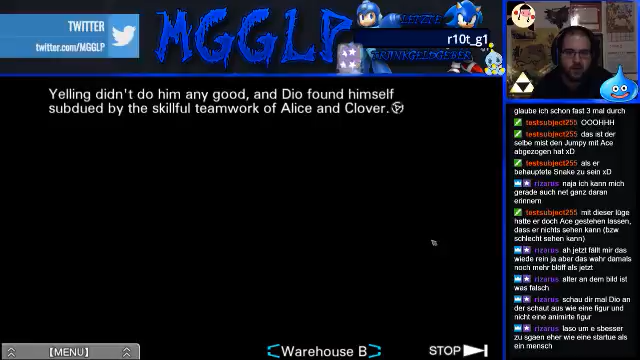 TWITTER
twitter.com/MGGLP
MGGLP
LETZTE
r10t_g1
Yelling didn't do him any good, and Dio found himself
subdued by the skillful teamwork of Alice and Clover.
[MENU]
Warehouse B
STOP
glaube ich schon fast 3 mal durch
testsubject255 OOOHHH
testsubject255 das ist der
selbe mist den Jumpy mit Ace
abgezogen hat xD
testsubject255 als er
behauptete Snake zu sein xD
rizarus naja ich kann mich
gerade auch net ganz daran
erinnern
testsubject255 mit dieser lüge
hatte er doch Ace gestehen lassen,
dass er nichts sehen kann (bzw
schlecht sehen kann)
rizarus ah jetzt fällt mir das
wiede rein ja aber das wahr damals
noch mehr blöff als jetzt
rizarus alter an dem bild ist
was falsch
rizarus schau dir mal Dio an
der schaut aus wie eine figur und
nicht eine animirte figur
rizarus laso um e sbesser
zu sgaen eher wie eine startue als
ein mensch